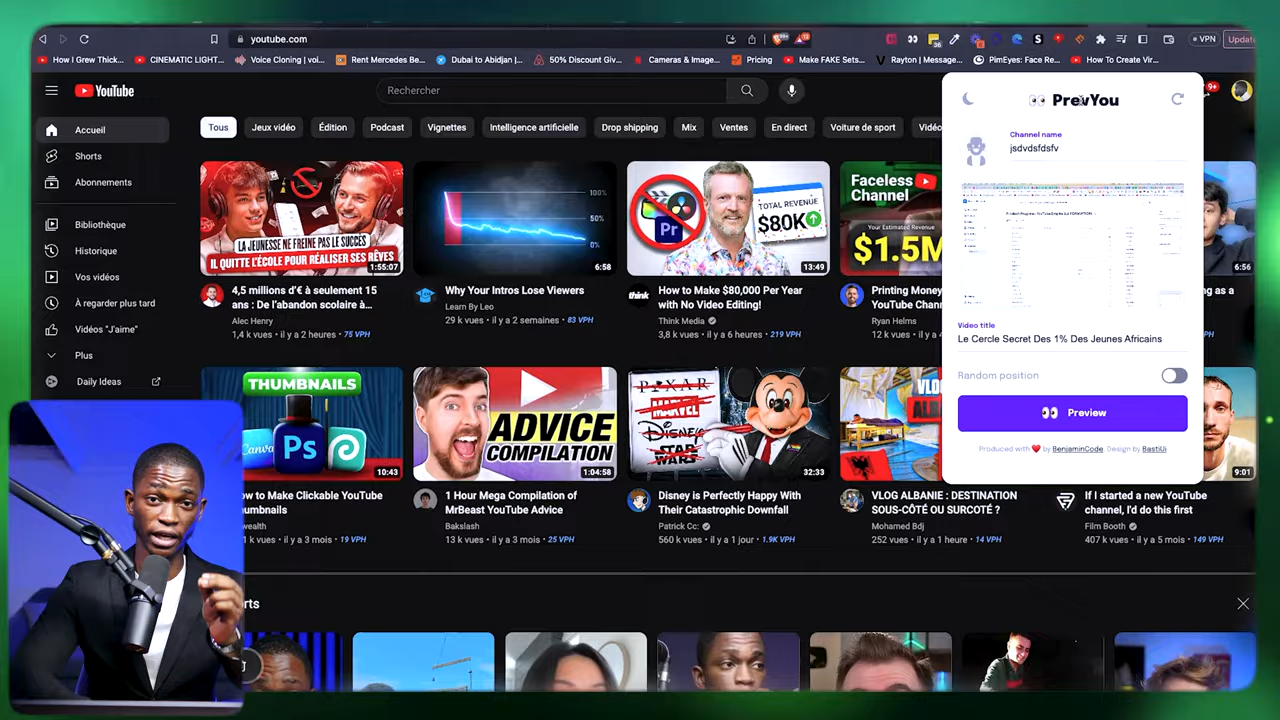 youtube.com
VPN
Update
How I Grew Thick...
CINEMATIC LIGHT...
Voice Cloning | voi...
Rent Mercedes Be...
Dubai to Abidjan |...
50% Discount Giv...
Cameras & Image...
Pricing
Make FAKE Sets...
Rayton | Message...
PimEyes: Face Re...
How To Create Vir...
YouTube
Rechercher
9+
Accueil
Shorts
Abonnements
Bibliothèque
Historique
Vos vidéos
À regarder plus tard
Vidéos "J'aime"
Plus
Daily Ideas
Tous
Jeux vidéo
Édition
Podcast
Vignettes
Intelligence artificielle
Drop shipping
Mix
Ventes
En direct
Voiture de sport
LA JEUNESSE NE FREINE PAS LE SUCCES
IL QUITTE L'ÉCOLE POUR RÉALISER SES RÊVES
1:55:07
4,5 millions d'€ à seulement 15
ans : De l'abandon scolaire à...
Alec Henry
1,4 k vues • il y a 2 heures • 75 VPH
100%
50%
0%
6:58
Why Your Intros Lose Viewers
Learn By Leo
29 k vues • il y a 2 semaines • 83 VPH
Pr
TOTAL REVENUE
$80K
13:49
think
How to Make $80,000 Per Year
with No Video Editing!
Think Media
3,8 k vues • il y a 6 heures • 219 VPH
Faceless
Channel
Your Estimated Revenue
$1.5M
Printing Money
YouTube Chan
Ryan Helms
12 k vues • il y
6:56
as a
PH
PrevYou
Channel name
jsdvdsfdsfv
Video title
Le Cercle Secret Des 1% Des Jeunes Africains
Random position
Preview
Produced with ❤ by BenjaminCode. Design by BastiUi
THUMBNAILS
Canva
Ps
10:43
ow to Make Clickable YouTube
umbnails
wealth
k vues • il y a 3 mois • 19 VPH
ADVICE
COMPILATION
1:04:58
1 Hour Mega Compilation of
MrBeast YouTube Advice
Bakslash
13 k vues • il y a 3 mois • 25 VPH
PIXAR
MARVEL
DISNEY
STAR
WARS
32:33
Disney is Perfectly Happy With
Their Catastrophic Downfall
Patrick Cc:
560 k vues • il y a 1 jour • 1.9K VPH
VLOG
VLOG ALBANIE : DESTINATION
SOUS-CÔTÉ OU SURCOTÉ ?
Mohamed Bdj
252 vues • il y a 1 heure • 14 VPH
9:01
If I started a new YouTube
channel, I'd do this first
Film Booth
407 k vues • il y a 5 mois • 149 VPH
orts